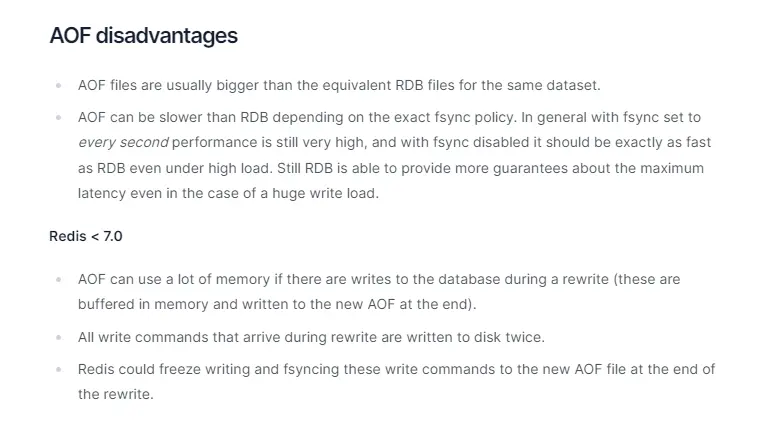 AOF disadvantages
AOF files are usually bigger than the equivalent RDB files for the same dataset.
AOF can be slower than RDB depending on the exact fsync policy. In general with fsync set to
every second performance is still very high, and with fsync disabled it should be exactly as fast
as RDB even under high load. Still RDB is able to provide more guarantees about the maximum
latency even in the case of a huge write load.
Redis < 7.0
AOF can use a lot of memory if there are writes to the database during a rewrite (these are
buffered in memory and written to the new AOF at the end).
All write commands that arrive during rewrite are written to disk twice.
Redis could freeze writing and fsyncing these write commands to the new AOF file at the end of
the rewrite.